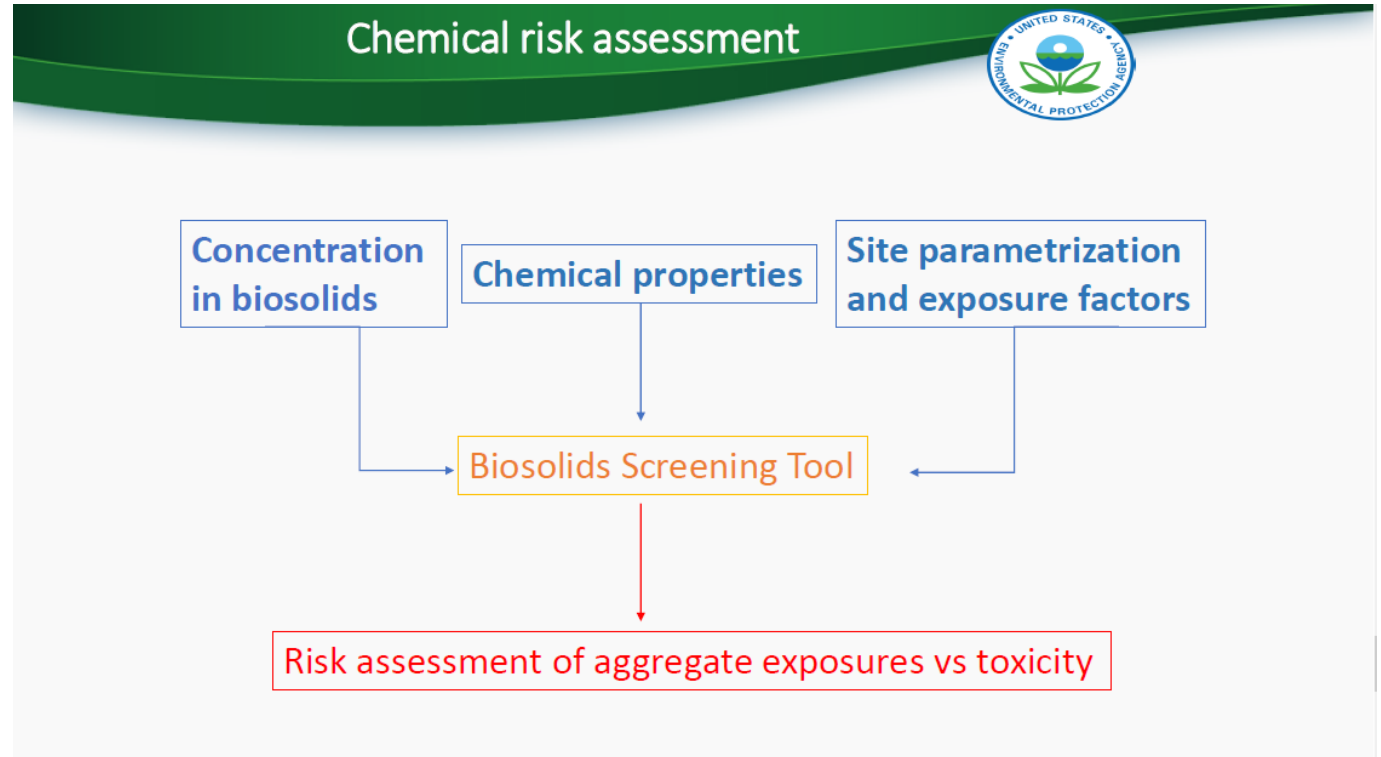 Chemical risk assessment
UNITED STATES
ENVIRONMENTAL PROTECTION AGENCY
Concentration
in biosolids
Chemical properties
Site parametrization
and exposure factors
Biosolids Screening Tool
Risk assessment of aggregate exposures vs toxicity